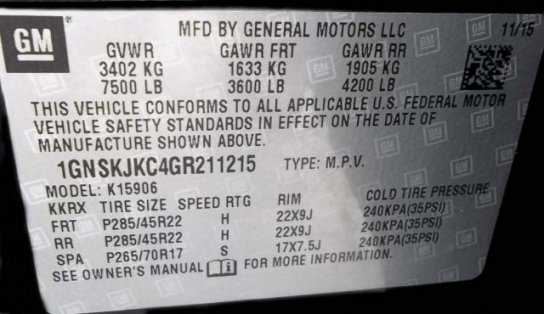 GM MFD BY GENERAL MOTORS LLC 11/15
GVWR GAWR FRT GAWR RR
3402 KG 1633 KG 1905 KG
7500 LB 3600 LB 4200 LB
THIS VEHICLE CONFORMS TO ALL APPLICABLE U.S. FEDERAL MOTOR
VEHICLE SAFETY STANDARDS IN EFFECT ON THE DATE OF
MANUFACTURE SHOWN ABOVE.
1GNSKJKC4GR211215 TYPE: M.P.V.
MODEL: K15906
KKRX TIRE SIZE SPEED RTG RIM COLD TIRE PRESSURE
FRT P285/45R22 H 22X9J 240KPA(35PSI)
RR P285/45R22 H 22X9J 240KPA(35PSI)
SPA P265/70R17 S 17X7.5J 240KPA(35PSI)
SEE OWNER'S MANUAL FOR MORE INFORMATION.